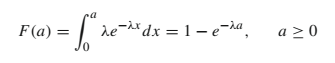 F(a) = ∫₀ᵃ λe^{−λx} dx = 1 − e^{−λa},    a ≥ 0